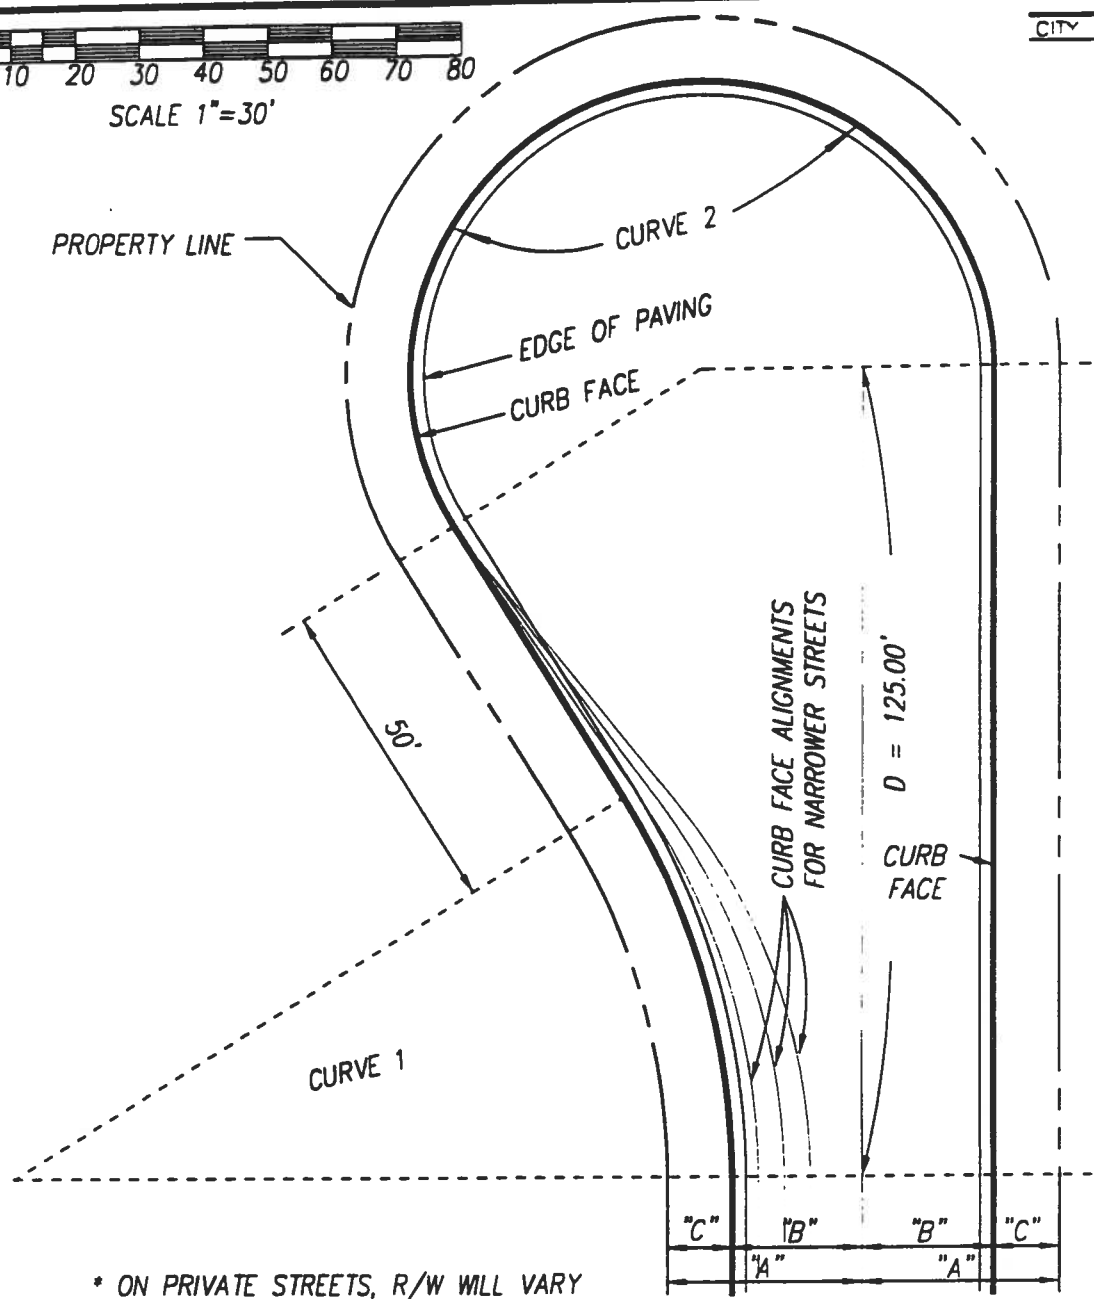 CITY
10 20 30 40 50 60 70 80
SCALE 1"=30'
PROPERTY LINE
CURVE 2
EDGE OF PAVING
CURB FACE
50'
CURB FACE ALIGNMENTS
FOR NARROWER STREETS
D = 125.00'
CURB
FACE
CURVE 1
"C" "B" "B" "C"
"A" "A"
* ON PRIVATE STREETS, R/W WILL VARY